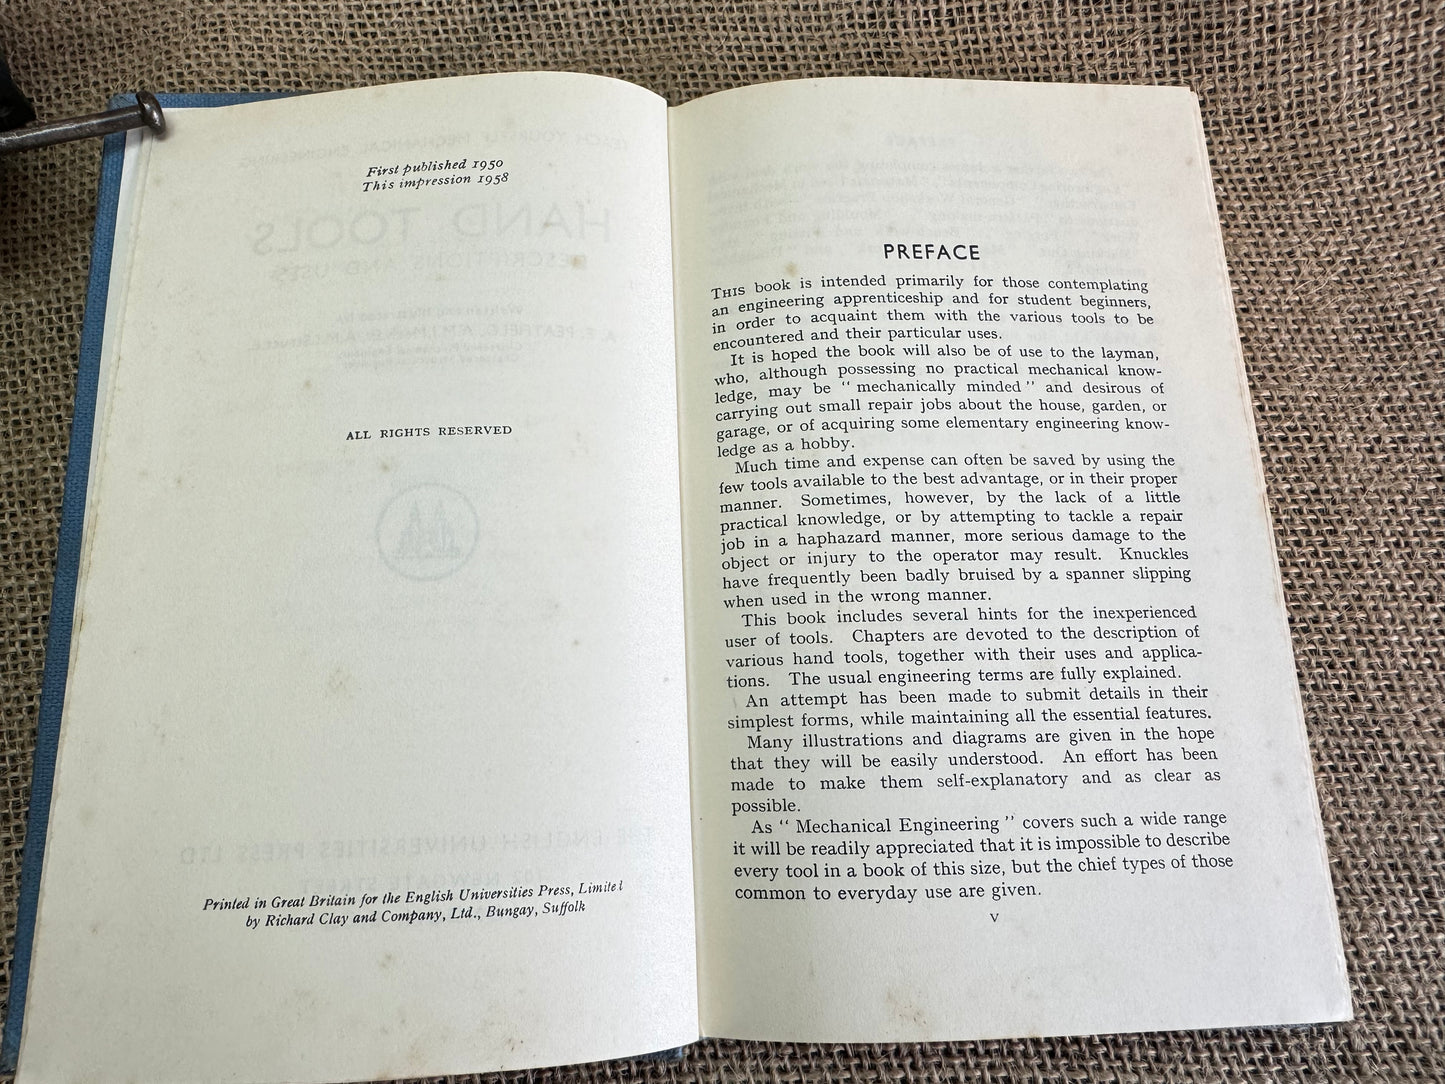 First published 1950
This impression 1958
ALL RIGHTS RESERVED
Printed in Great Britain for the English Universities Press, Limited
by Richard Clay and Company, Ltd., Bungay, Suffolk
PREFACE
THIS book is intended primarily for those contemplating
an engineering apprenticeship and for student beginners,
in order to acquaint them with the various tools to be
encountered and their particular uses.
It is hoped the book will also be of use to the layman,
who, although possessing no practical mechanical know-
ledge, may be “ mechanically minded ” and desirous of
carrying out small repair jobs about the house, garden, or
garage, or of acquiring some elementary engineering know-
ledge as a hobby.
Much time and expense can often be saved by using the
few tools available to the best advantage, or in their proper
manner. Sometimes, however, by the lack of a little
practical knowledge, or by attempting to tackle a repair
job in a haphazard manner, more serious damage to the
object or injury to the operator may result. Knuckles
have frequently been badly bruised by a spanner slipping
when used in the wrong manner.
This book includes several hints for the inexperienced
user of tools. Chapters are devoted to the description of
various hand tools, together with their uses and applica-
tions. The usual engineering terms are fully explained.
An attempt has been made to submit details in their
simplest forms, while maintaining all the essential features.
Many illustrations and diagrams are given in the hope
that they will be easily understood. An effort has been
made to make them self-explanatory and as clear as
possible.
As “ Mechanical Engineering ” covers such a wide range
it will be readily appreciated that it is impossible to describe
every tool in a book of this size, but the chief types of those
common to everyday use are given.
v